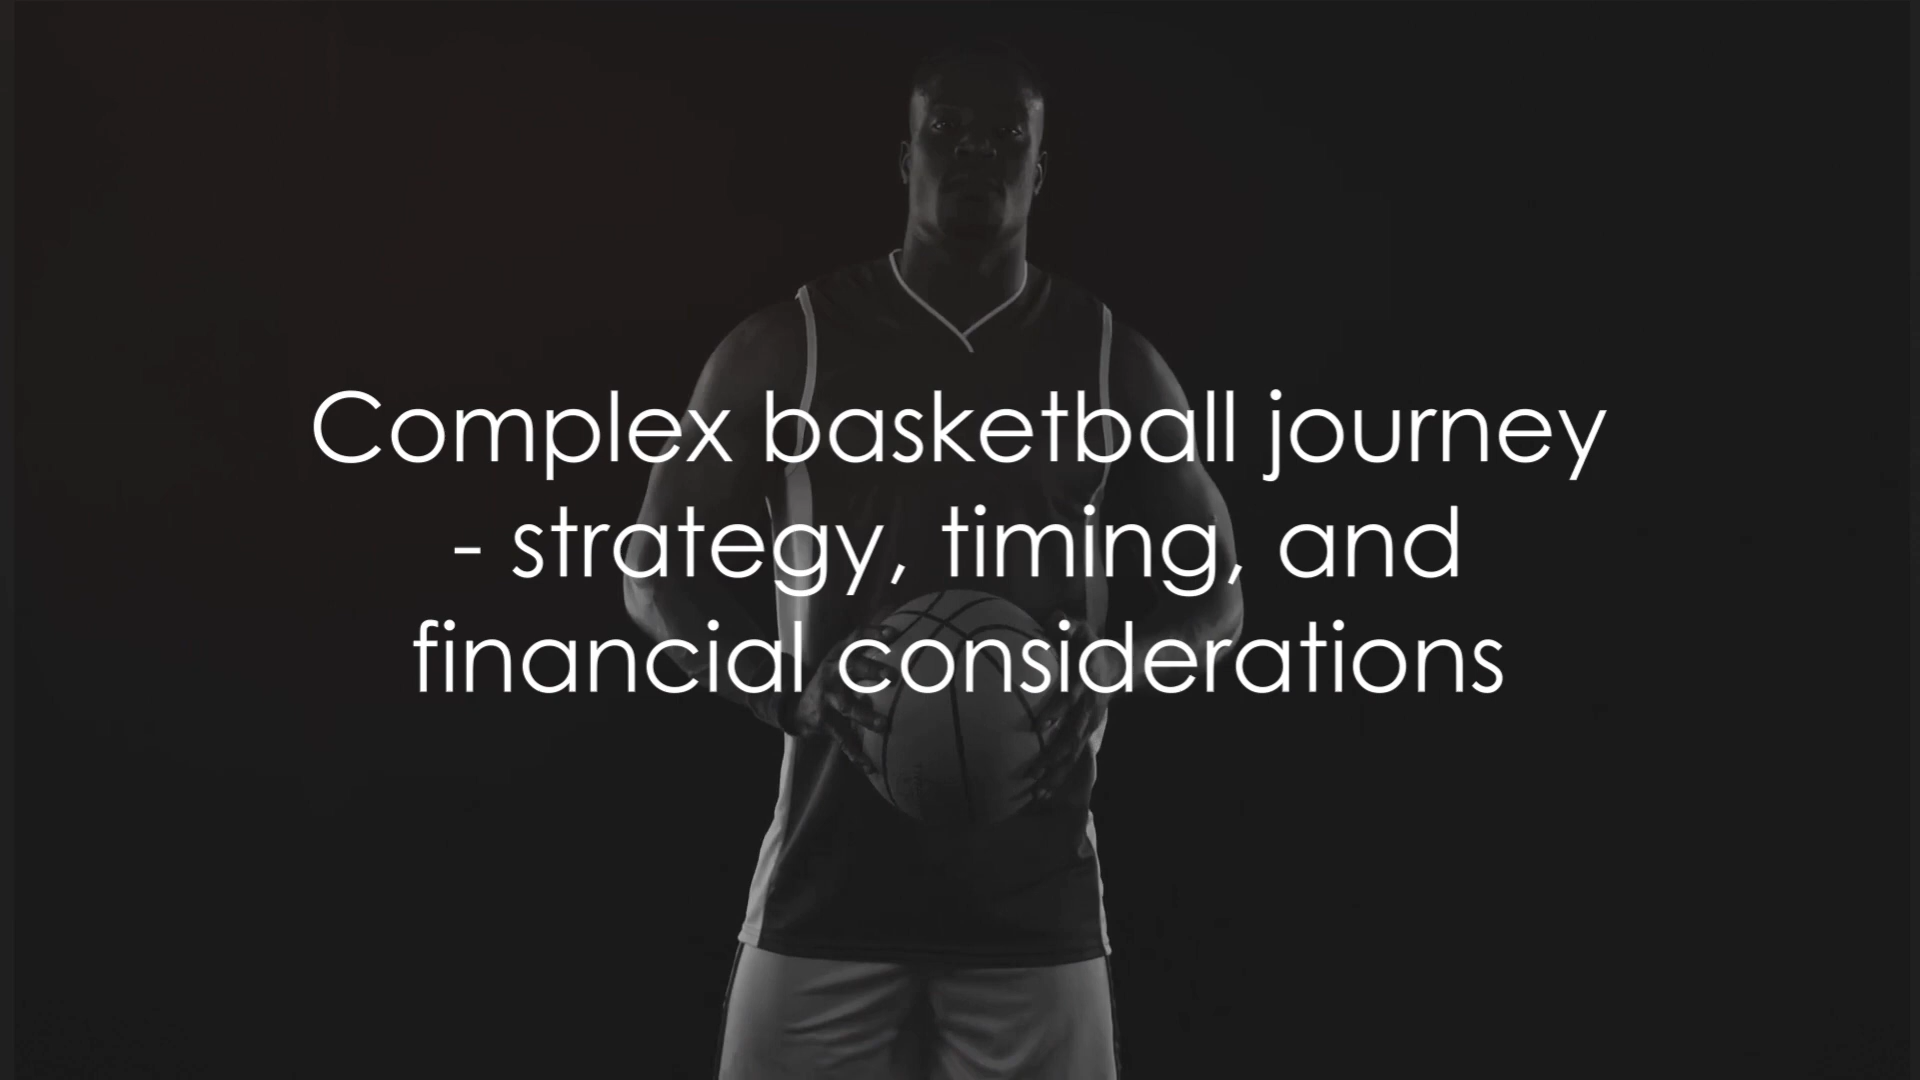 Complex basketball journey
- strategy, timing, and
financial considerations